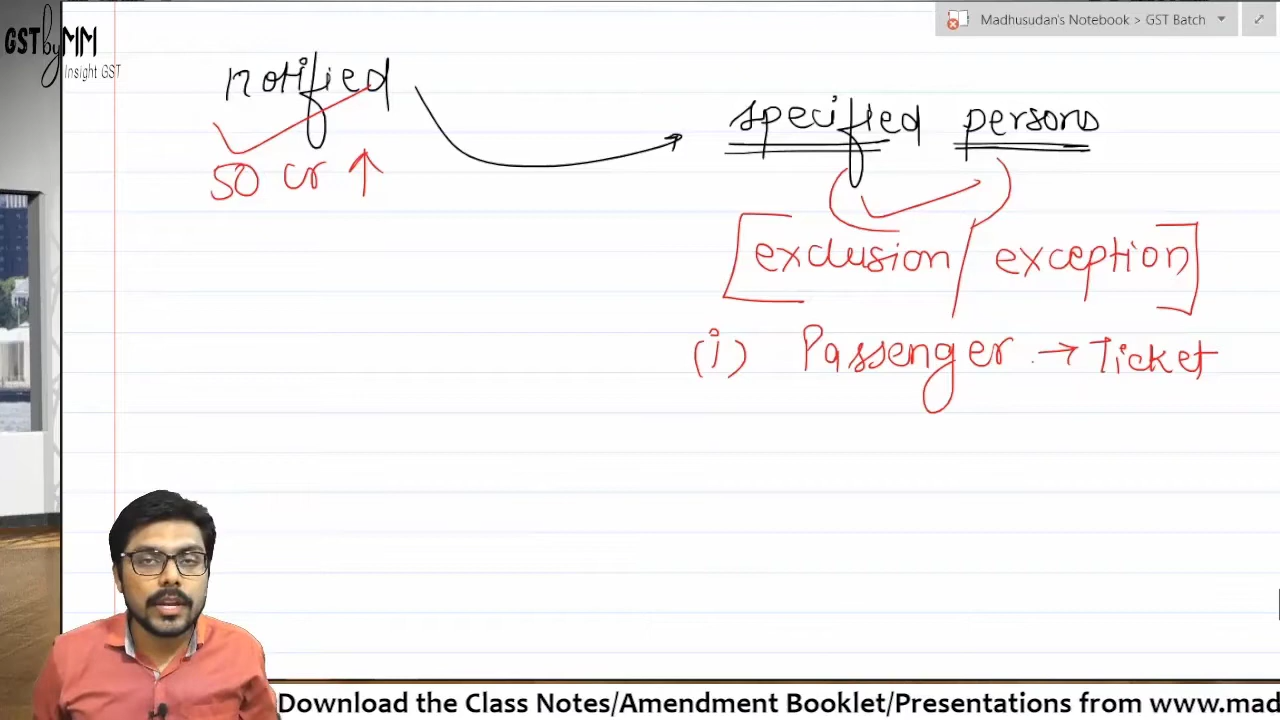 GST by MM
Insight GST
Madhusudan's Notebook > GST Batch
notified
50 cr ↑
specified persons
[exclusion / exception]
(i) Passenger → Ticket
Download the Class Notes/Amendment Booklet/Presentations from www.mad